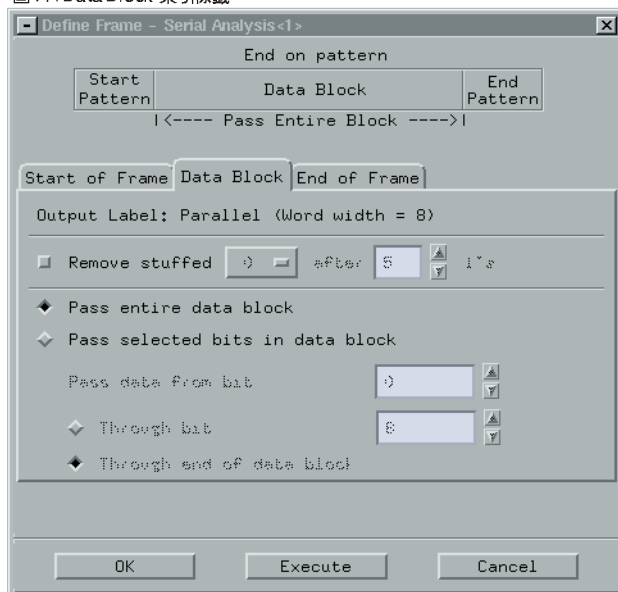 Define Frame - Serial Analysis<1>
End on pattern
Start Pattern
Data Block
End Pattern
|<---- Pass Entire Block ---->|
Start of Frame Data Block End of Frame
Output Label: Parallel (Word width = 8)
Remove stuffed 0 after 5 1's
Pass entire data block
Pass selected bits in data block
Pass data from bit 0
Through bit
Through end of data block
OK Execute Cancel